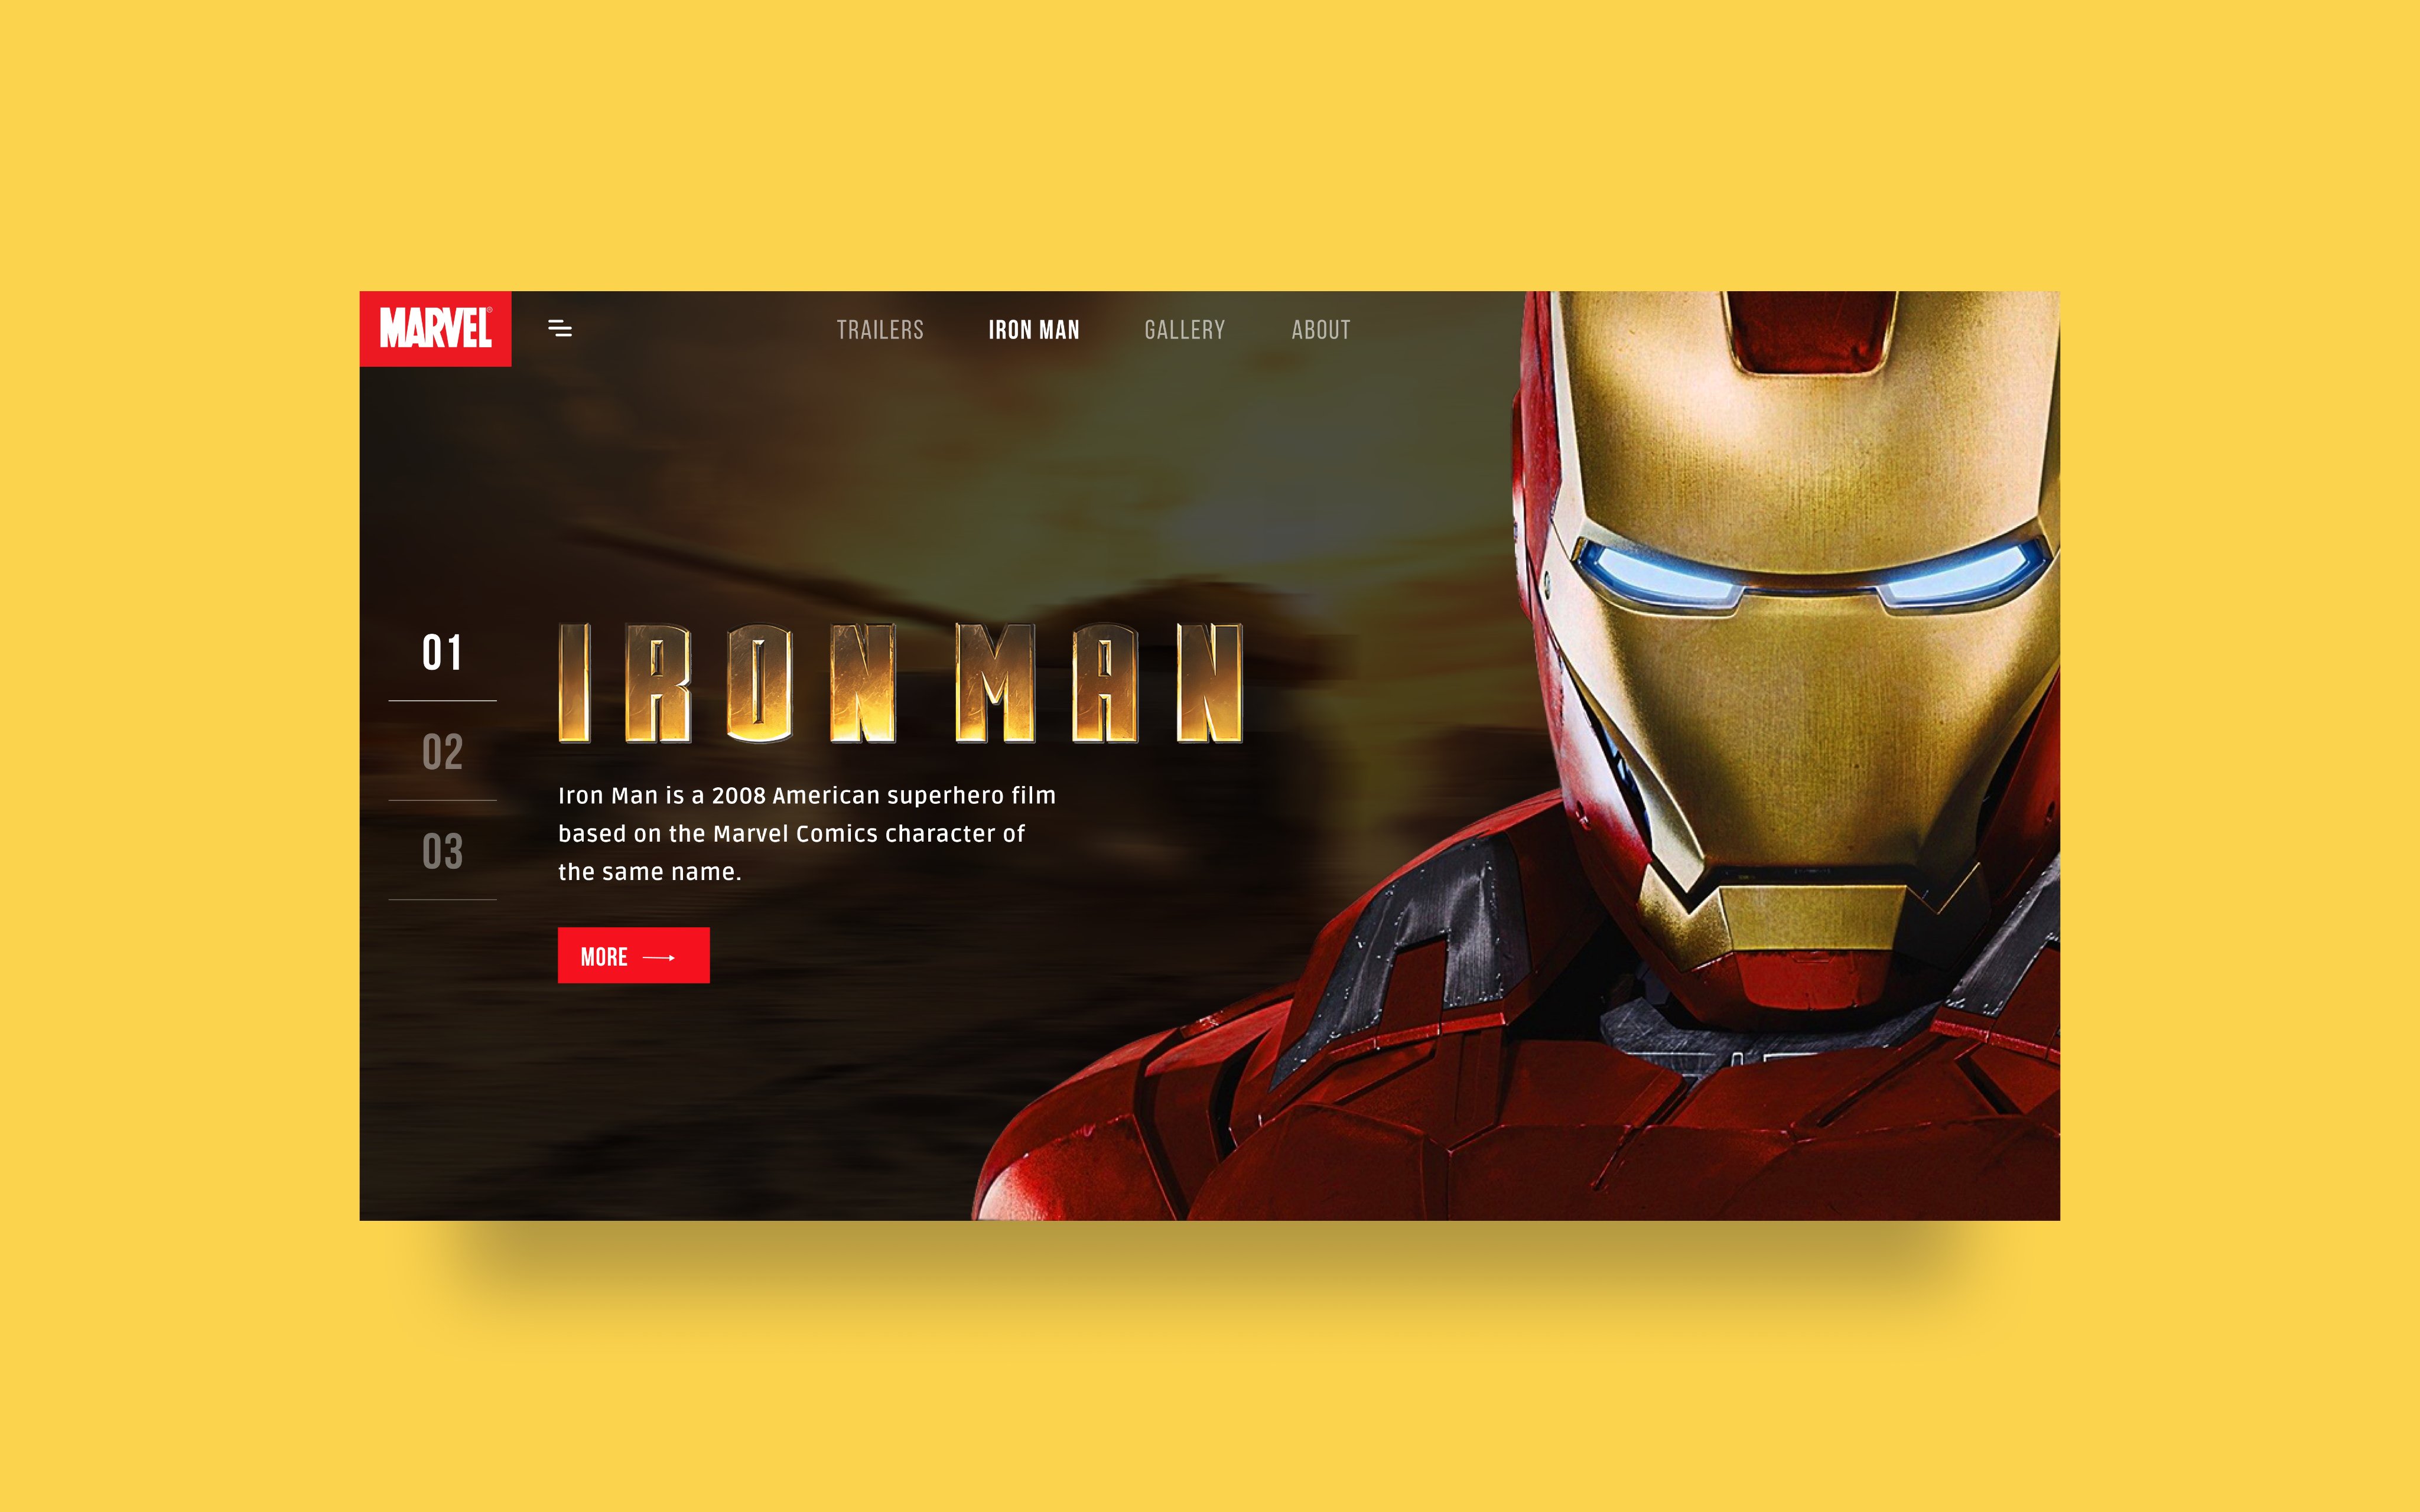 MARVEL
TRAILERS
IRON MAN
GALLERY
ABOUT
01
02
03
IRON MAN
Iron Man is a 2008 American superhero film
based on the Marvel Comics character of
the same name.
MORE